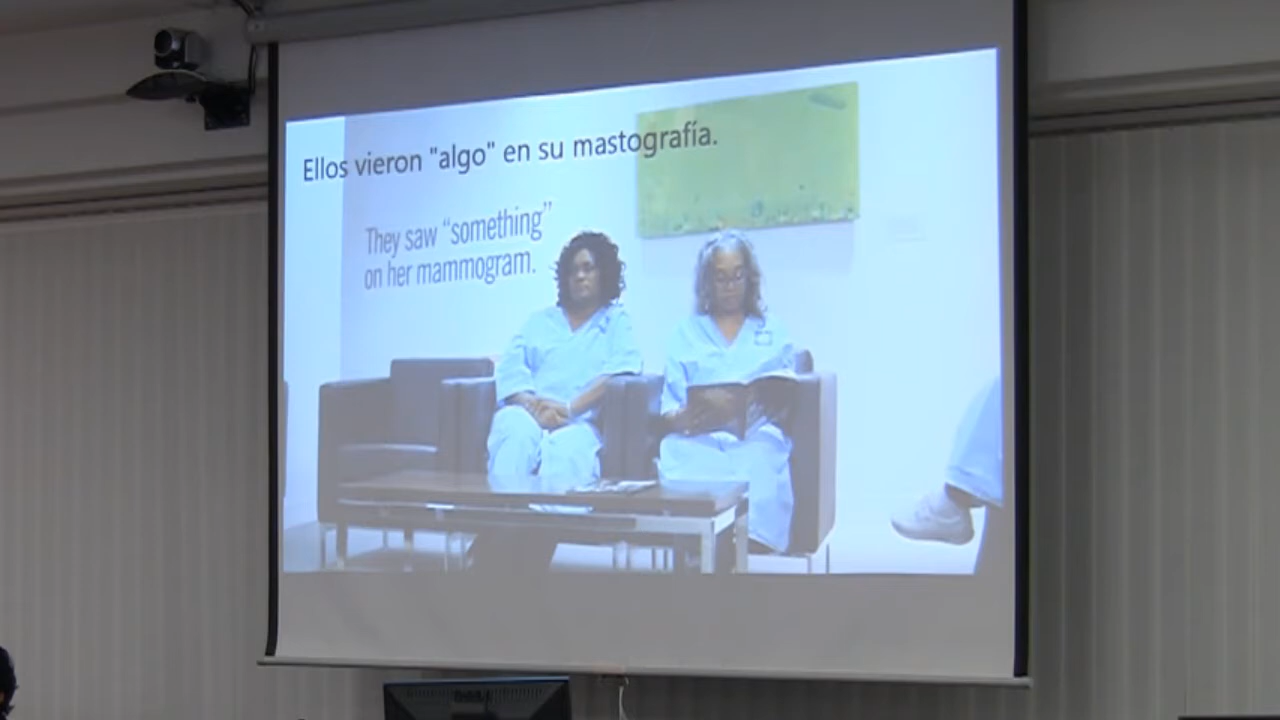 Ellos vieron "algo" en su mastografía.
They saw “something”
on her mammogram.